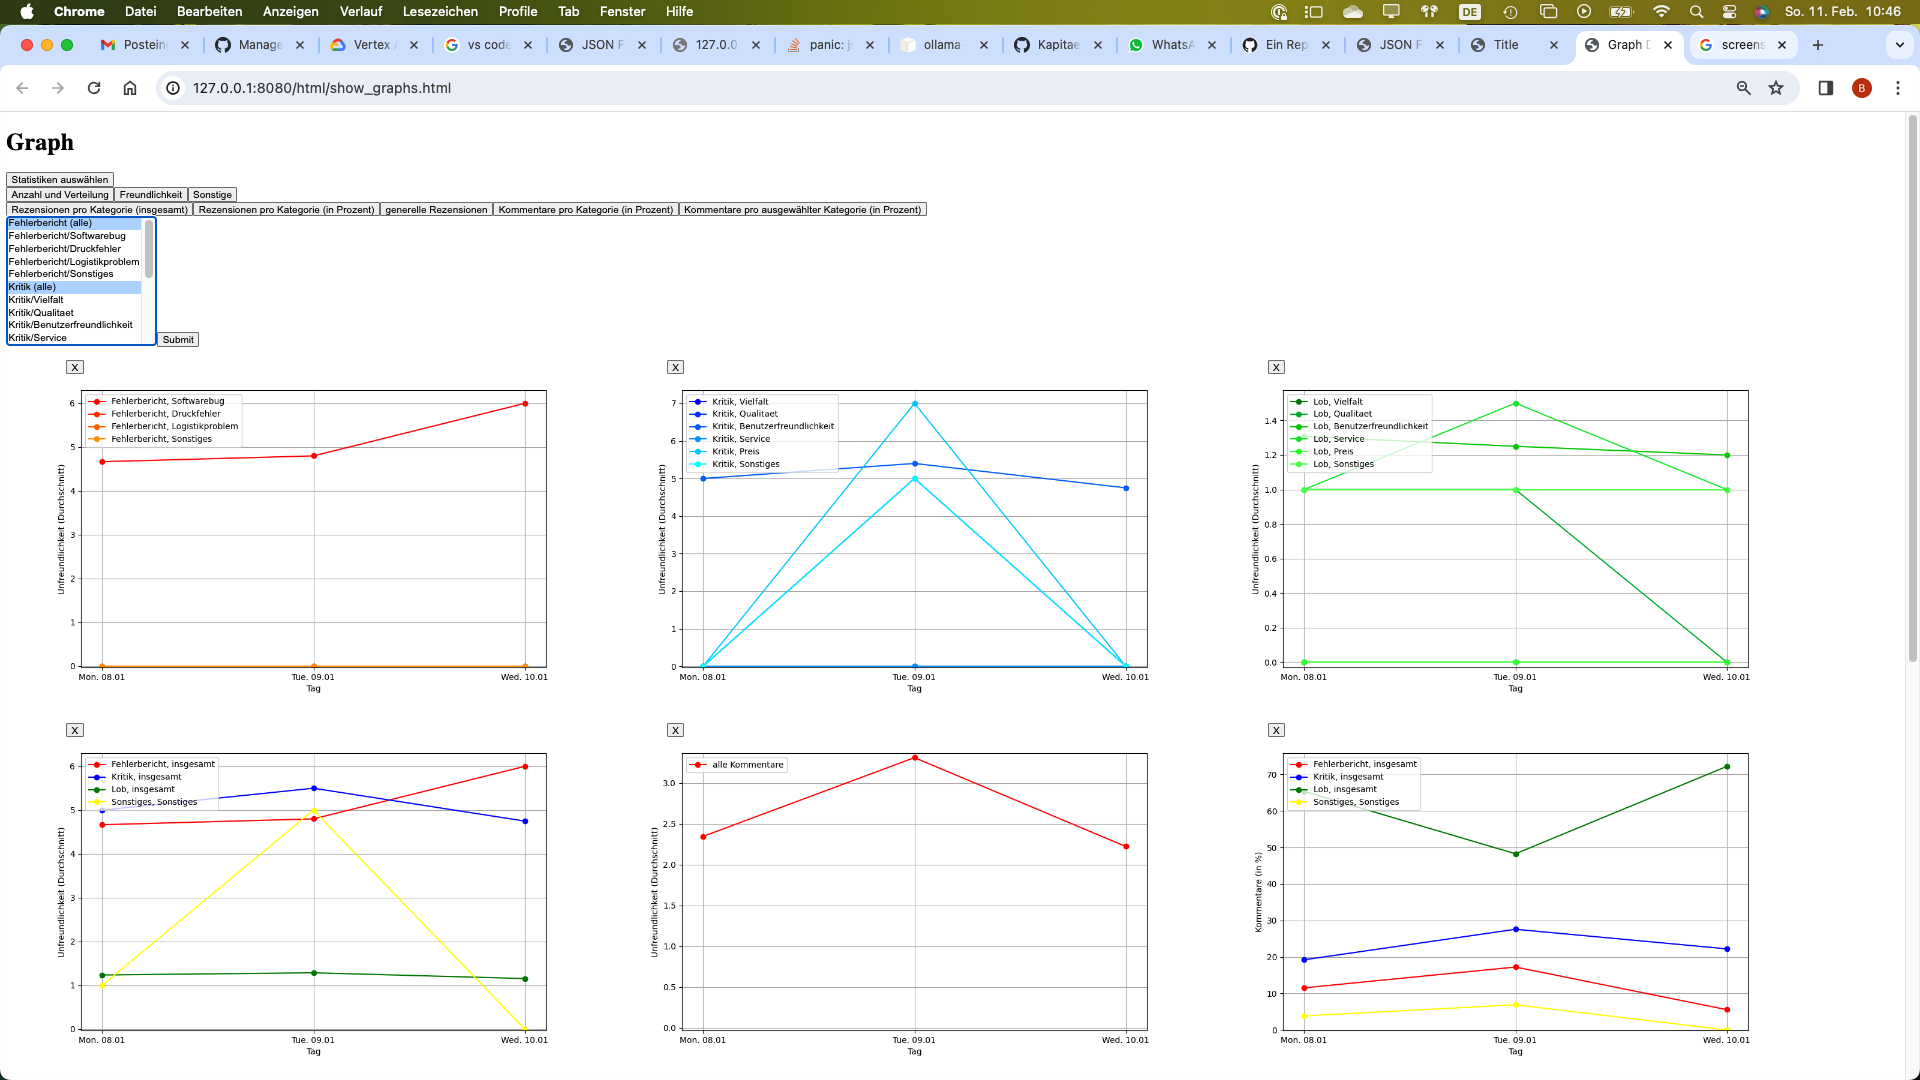 Chrome Datei Bearbeiten Anzeigen Verlauf Lesezeichen Profile Tab Fenster Hilfe DE So. 11. Feb. 10:46
Postein Manage Vertex vs code JSON F 127.0.0 panic: ollama Kapitae WhatsA Ein Rep JSON F Title Graph screens
127.0.0.1:8080/html/show_graphs.html B
Graph
Statistiken auswählen
Anzahl und Verteilung Freundlichkeit Sonstige
Rezensionen pro Kategorie (insgesamt) Rezensionen pro Kategorie (in Prozent) generelle Rezensionen Kommentare pro Kategorie (in Prozent) Kommentare pro ausgewählter Kategorie (in Prozent)
Fehlerbericht (alle)
Fehlerbericht/Softwarebug
Fehlerbericht/Druckfehler
Fehlerbericht/Logistikproblem
Fehlerbericht/Sonstiges
Kritik (alle)
Kritik/Vielfalt
Kritik/Qualitaet
Kritik/Benutzerfreundlichkeit
Kritik/Service
Submit
X
Fehlerbericht, Softwarebug
Fehlerbericht, Druckfehler
Fehlerbericht, Logistikproblem
Fehlerbericht, Sonstiges
6
5
4
3
2
1
0
Unfreundlichkeit (Durchschnitt)
Mon. 08.01 Tue. 09.01 Wed. 10.01
Tag
X
Kritik, Vielfalt
Kritik, Qualitaet
Kritik, Benutzerfreundlichkeit
Kritik, Service
Kritik, Preis
Kritik, Sonstiges
7
6
5
4
3
2
1
0
Unfreundlichkeit (Durchschnitt)
Mon. 08.01 Tue. 09.01 Wed. 10.01
Tag
X
Lob, Vielfalt
Lob, Qualitaet
Lob, Benutzerfreundlichkeit
Lob, Service
Lob, Preis
Lob, Sonstiges
1.4
1.2
1.0
0.8
0.6
0.4
0.2
0.0
Unfreundlichkeit (Durchschnitt)
Mon. 08.01 Tue. 09.01 Wed. 10.01
Tag
X
Fehlerbericht, insgesamt
Kritik, insgesamt
Lob, insgesamt
Sonstiges, Sonstiges
6
5
4
3
2
1
0
Unfreundlichkeit (Durchschnitt)
Mon. 08.01 Tue. 09.01 Wed. 10.01
Tag
X
alle Kommentare
3.0
2.5
2.0
1.5
1.0
0.5
0.0
Unfreundlichkeit (Durchschnitt)
Mon. 08.01 Tue. 09.01 Wed. 10.01
Tag
X
Fehlerbericht, insgesamt
Kritik, insgesamt
Lob, insgesamt
Sonstiges, Sonstiges
70
60
50
40
30
20
10
0
Kommentare (in %)
Mon. 08.01 Tue. 09.01 Wed. 10.01
Tag